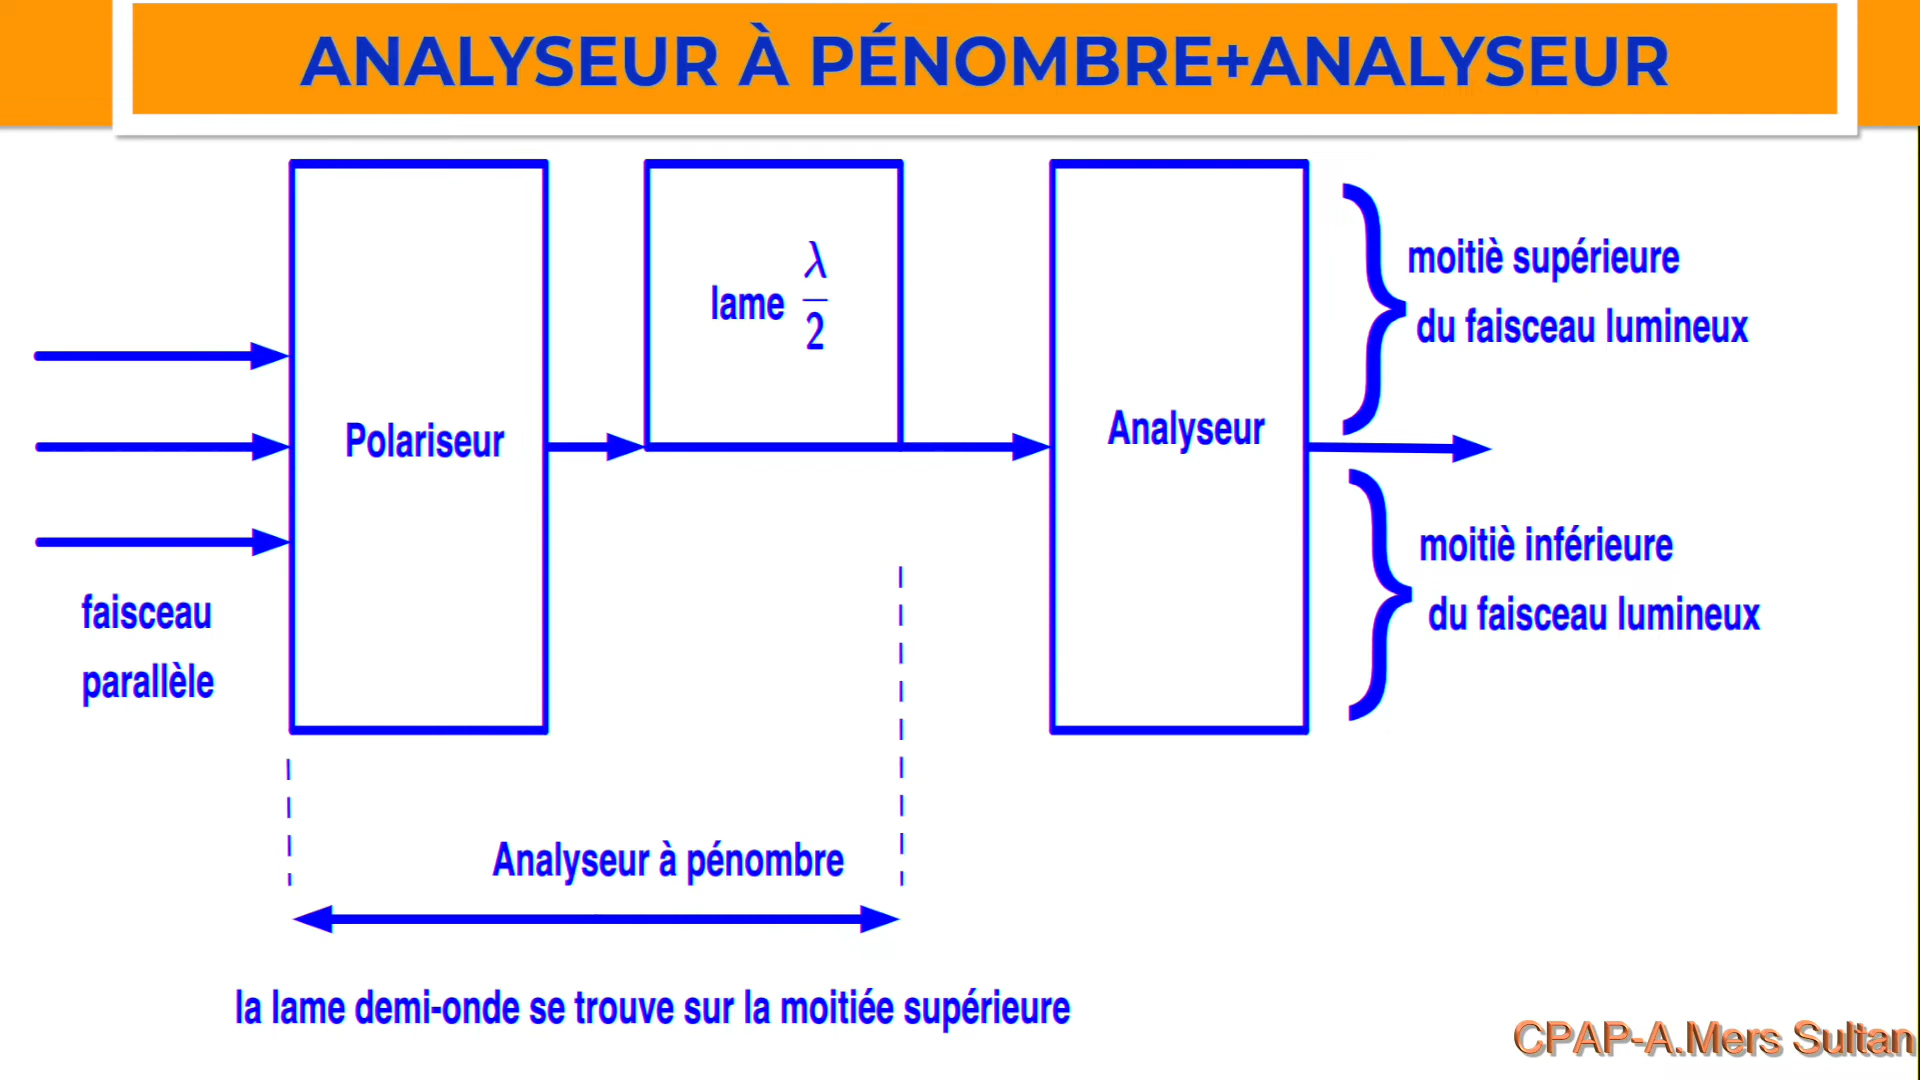 ANALYSEUR À PÉNOMBRE+ANALYSEUR
lame λ/2
moitiè supérieure
du faisceau lumineux
Polariseur
Analyseur
moitiè inférieure
du faisceau lumineux
faisceau
parallèle
Analyseur à pénombre
la lame demi-onde se trouve sur la moitiée supérieure
CPAP-A.Mers Sultan